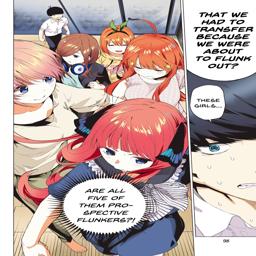 THAT WE
HAD TO
TRANSFER
BECAUSE
WE WERE
ABOUT
TO FLUNK
OUT?
THESE
GIRLS...
ARE ALL
FIVE OF
THEM PRO-
SPECTIVE
FLUNKERS?!
98